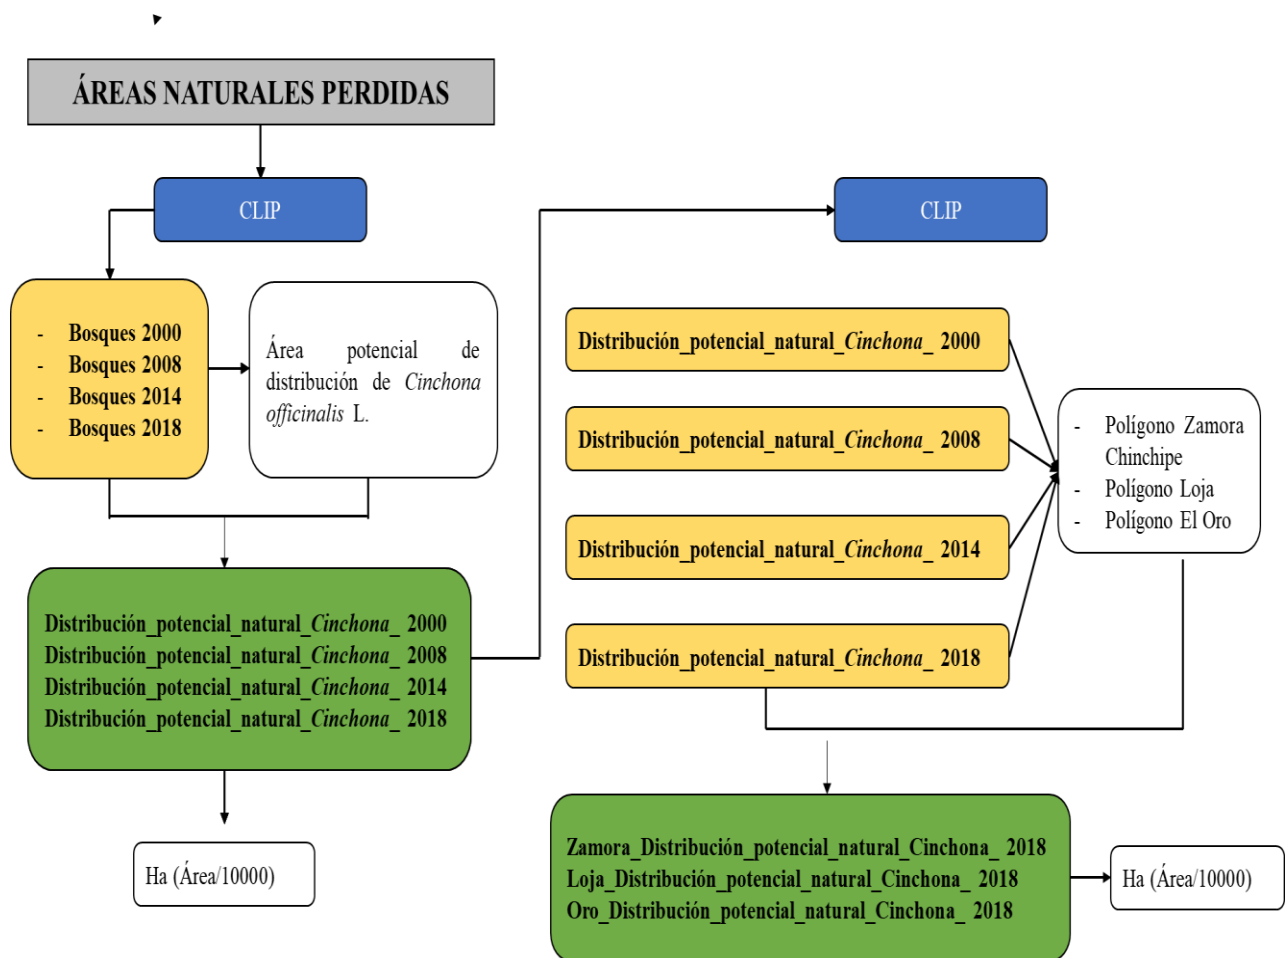 ÁREAS NATURALES PERDIDAS
CLIP
- Bosques 2000
- Bosques 2008
- Bosques 2014
- Bosques 2018
Área potencial de
distribución de Cinchona
officinalis L.
Distribución_potencial_natural_Cinchona_ 2000
Distribución_potencial_natural_Cinchona_ 2008
Distribución_potencial_natural_Cinchona_ 2014
Distribución_potencial_natural_Cinchona_ 2018
Ha (Área/10000)
CLIP
Distribución_potencial_natural_Cinchona_ 2000
Distribución_potencial_natural_Cinchona_ 2008
Distribución_potencial_natural_Cinchona_ 2014
Distribución_potencial_natural_Cinchona_ 2018
- Polígono Zamora
Chinchipe
- Polígono Loja
- Polígono El Oro
Zamora_Distribución_potencial_natural_Cinchona_ 2018
Loja_Distribución_potencial_natural_Cinchona_ 2018
Oro_Distribución_potencial_natural_Cinchona_ 2018
Ha (Área/10000)